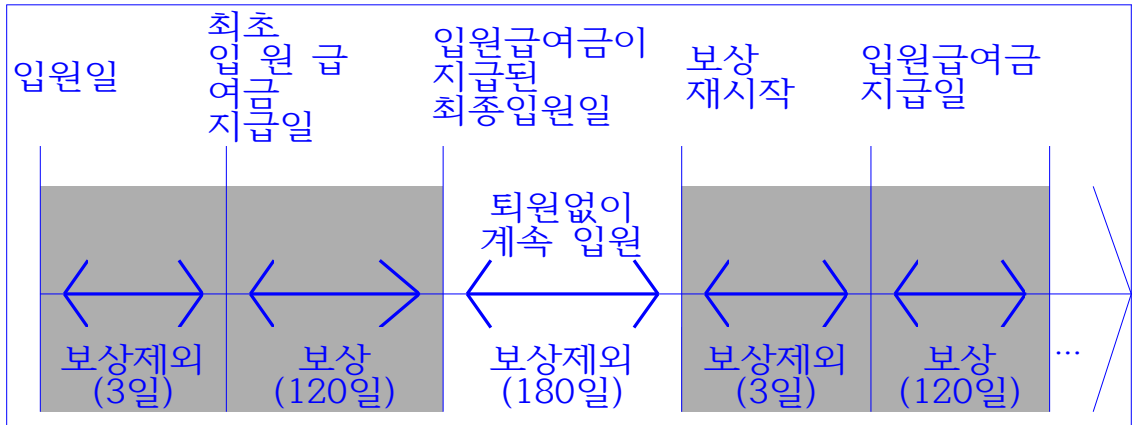 입원일
최초
입 원 급
여금
지급일
입원급여금이
지급된
최종입원일
보상
재시작
입원급여금
지급일
퇴원없이
계속 입원
보상제외
(3일)
보상
(120일)
보상제외
(180일)
보상제외
(3일)
보상
(120일)
...